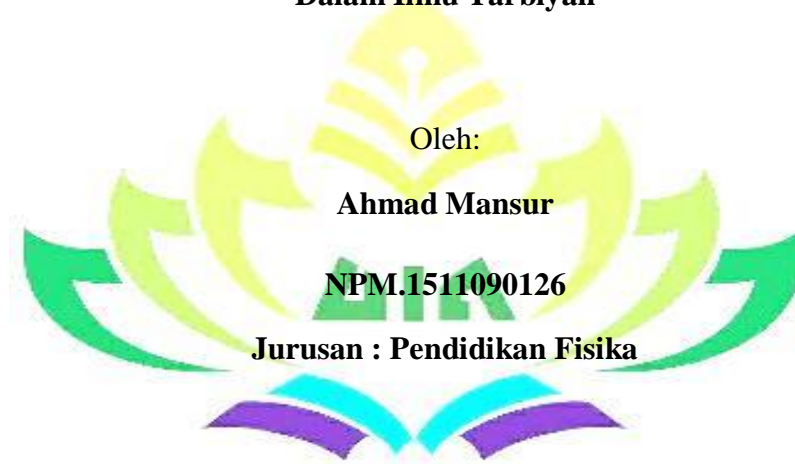 Dalam Ilmu Tarbiyah
Oleh:
Ahmad Mansur
NPM.1511090126
Jurusan : Pendidikan Fisika